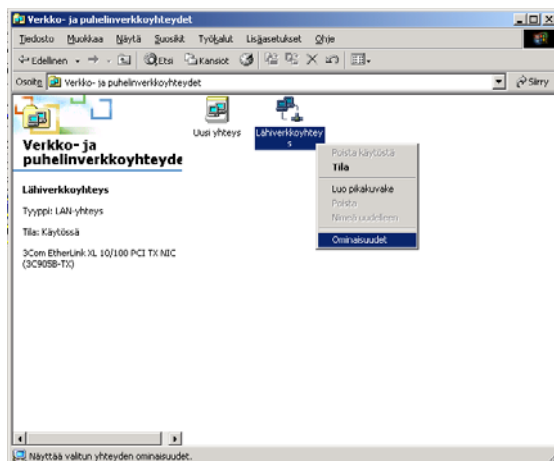 Verkko- ja puhelinverkkoyhteydet
Tiedosto Muokkaa Näytä Suosikit Työkalut Lisäasetukset Ohje
Edellinen Etsi Kansiot
Osoite Verkko- ja puhelinverkkoyhteydet Siirry
Uusi yhteys
Lähiverkkoyhtey
s
Verkko- ja
puhelinverkkoyhteyde
Lähiverkkoyhteys
Tyyppi: LAN-yhteys
Tila: Käytössä
3Com EtherLink XL 10/100 PCI TX NIC
(3C905B-TX)
Poista käytöstä
Tila
Luo pikakuvake
Poista
Nimeä uudelleen
Ominaisuudet
Näyttää valitun yhteyden ominaisuudet.